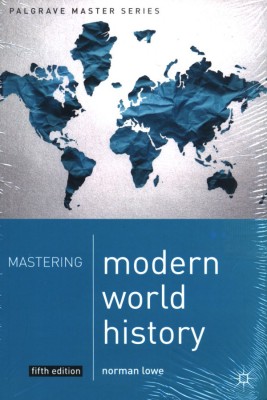 PALGRAVE MASTER SERIES
MASTERING
modern
world
history
fifth edition
norman lowe